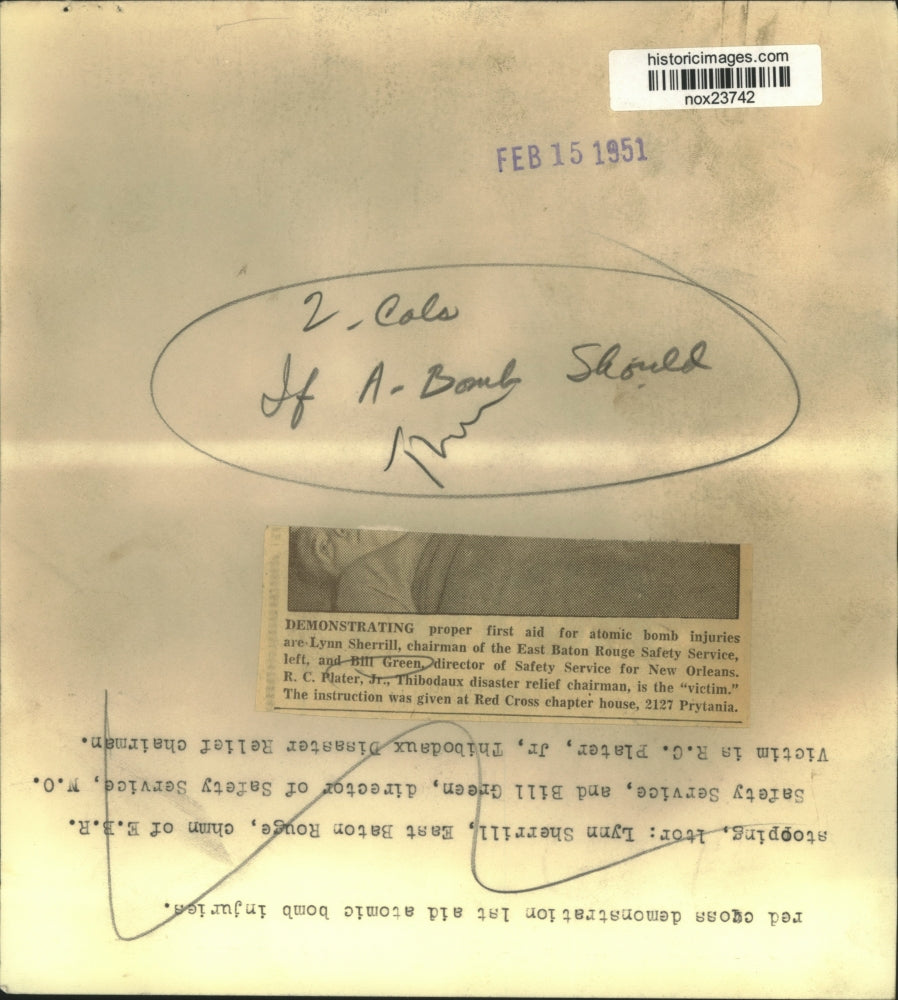 historicimages.com
nox23742
FEB 15 1951
2 - Cols
If A-Bomb Should
DEMONSTRATING proper first aid for atomic bomb injuries
are Lynn Sherrill, chairman of the East Baton Rouge Safety Service,
left, and Bill Green, director of Safety Service for New Orleans.
R. C. Plater, Jr., Thibodaux disaster relief chairman, is the “victim.”
The instruction was given at Red Cross chapter house, 2127 Prytania.
red cross demonstration 1st aid atomic bomb injuries.
stopping, ltor: Lynn Sherrill, East Baton Rouge, chmn of E.B.R.
Safety Service, and Bill Green, director of Safety Service, N.O.
Victim is R.C. Plater, Jr, Thibodaux Disaster Relief chairman.